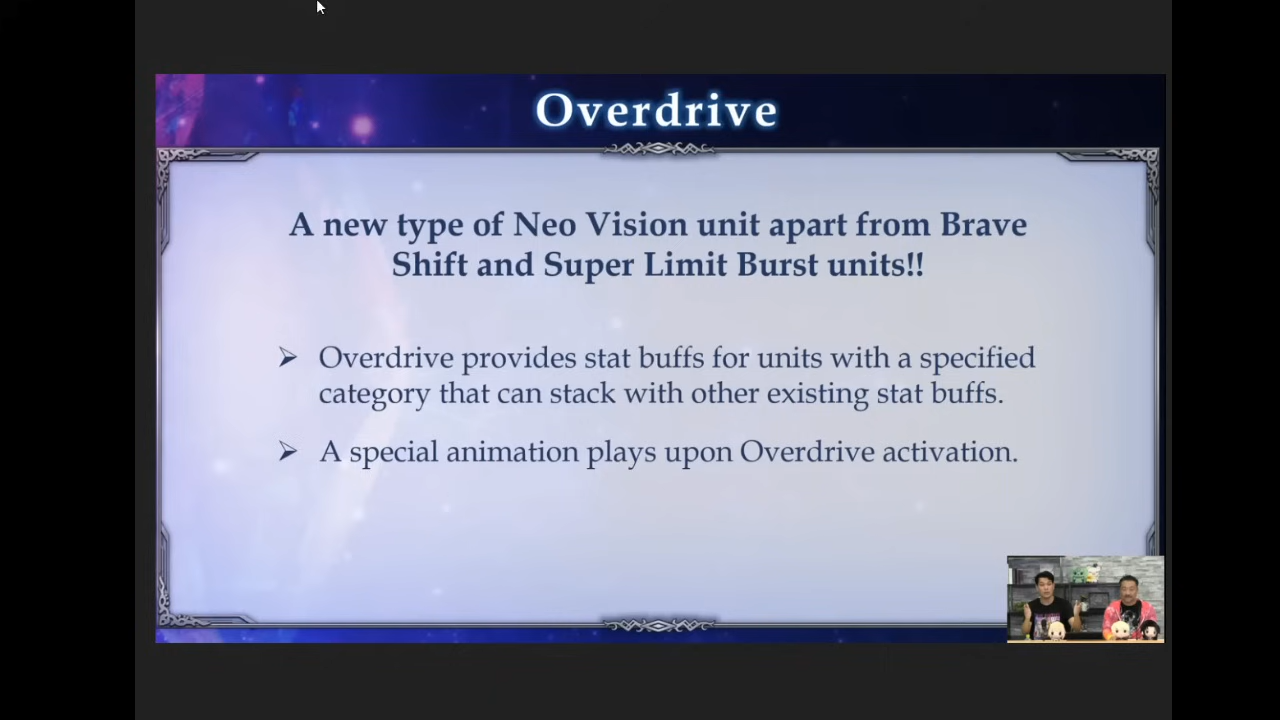 Overdrive
A new type of Neo Vision unit apart from Brave
Shift and Super Limit Burst units!!
Overdrive provides stat buffs for units with a specified
category that can stack with other existing stat buffs.
A special animation plays upon Overdrive activation.